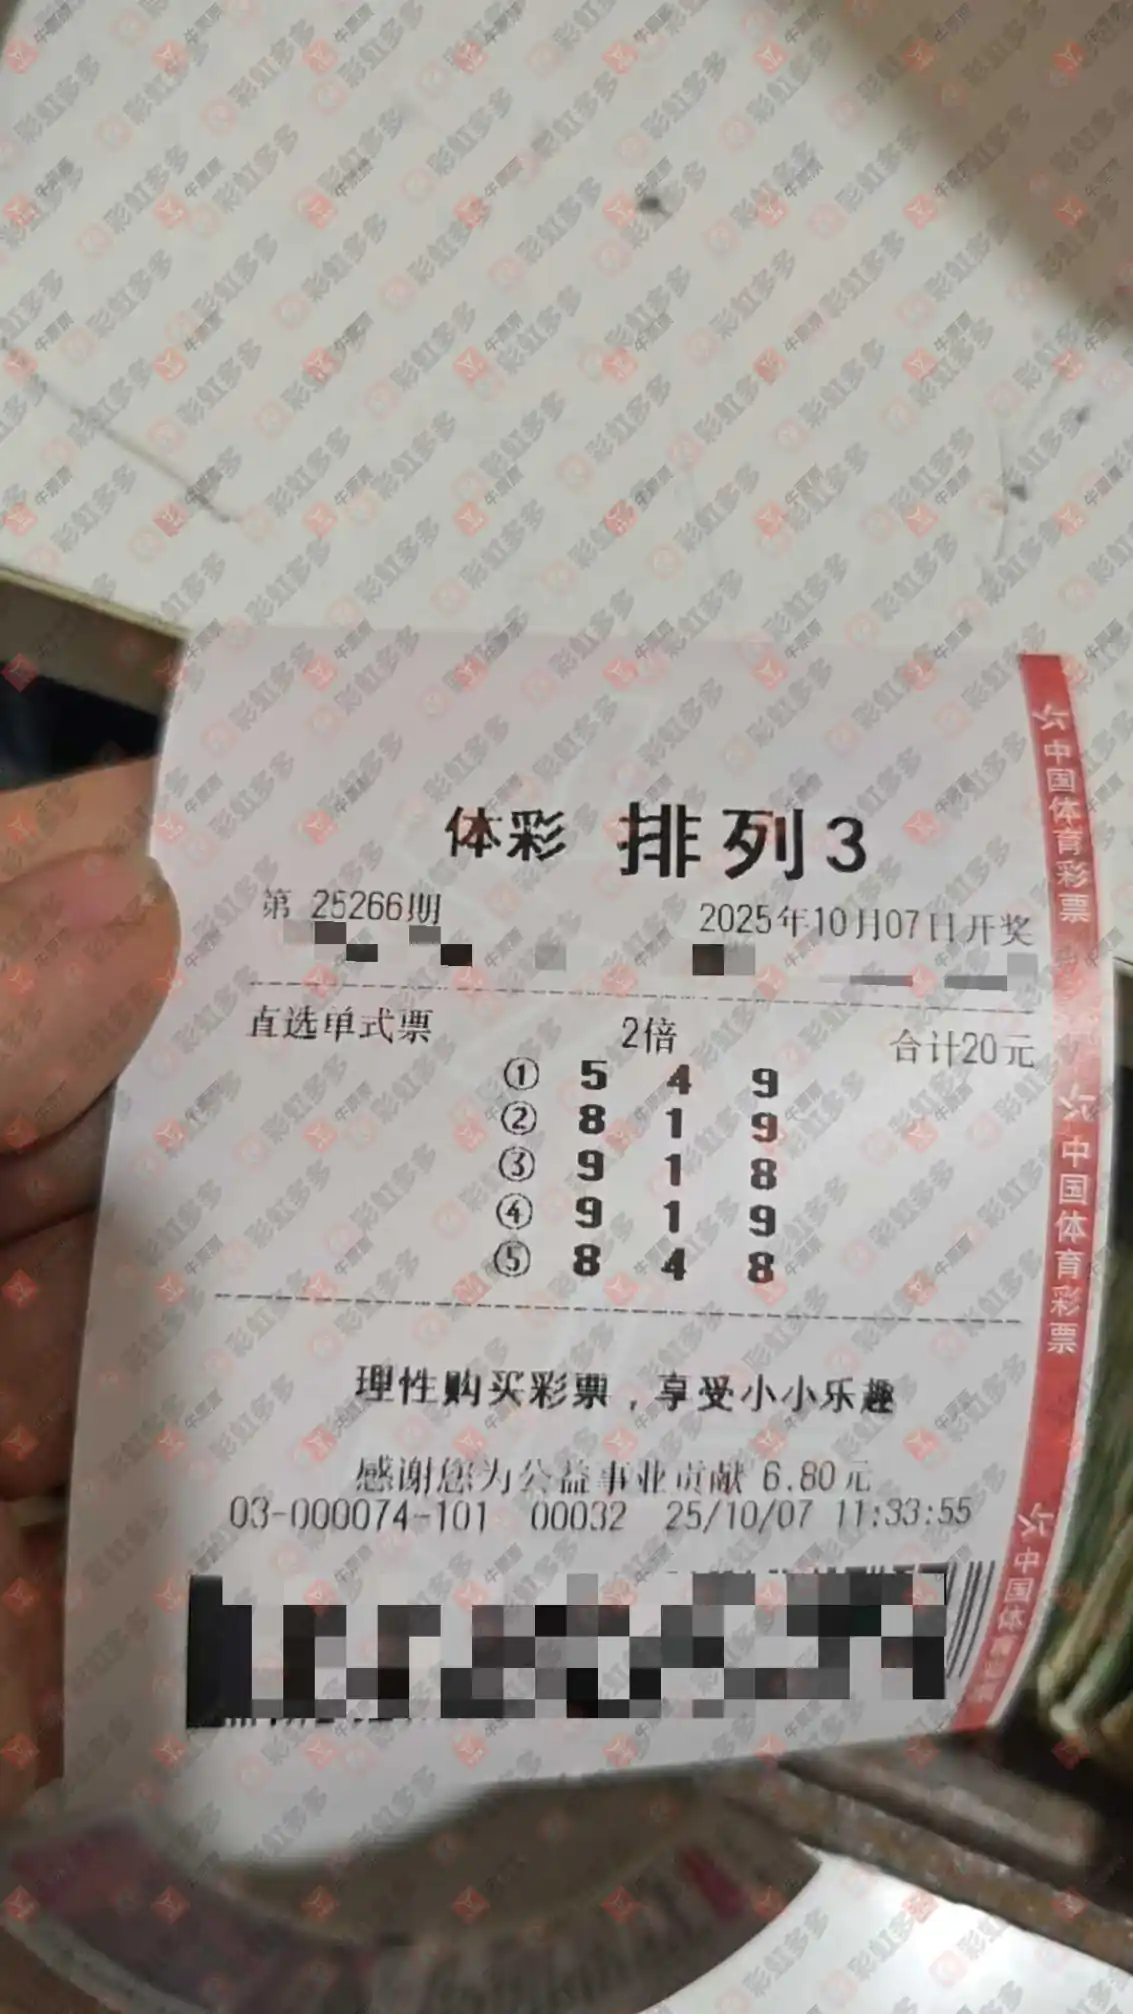 体彩 排列3
第 25266期 2025年10月07日开奖
直选单式票 2倍 合计20元
① 5 4 9
② 8 1 9
③ 9 1 8
④ 9 1 9
⑤ 8 4 8
理性购买彩票，享受小小乐趣
感谢您为公益事业贡献 6.80元
03-000074-101 00032 25/10/07 11:33:55
中国体育彩票
中国体育彩票
中国体
彩虹多多